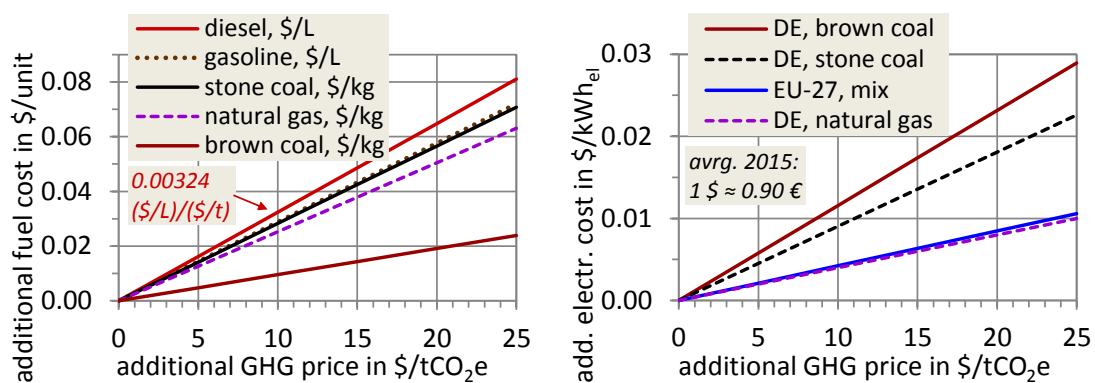 additional fuel cost in $/unit
0.08
0.06
0.04
0.02
0.00
diesel, $/L
gasoline, $/L
stone coal, $/kg
natural gas, $/kg
brown coal, $/kg
0.00324
($/L)/($/t)
0 5 10 15 20 25
additional GHG price in $/tCO₂e
add. electr. cost in $/kWhₑₗ
0.03
0.02
0.01
0.00
DE, brown coal
DE, stone coal
EU-27, mix
DE, natural gas
avrg. 2015:
1 $ ≈ 0.90 €
0 5 10 15 20 25
additional GHG price in $/tCO₂e